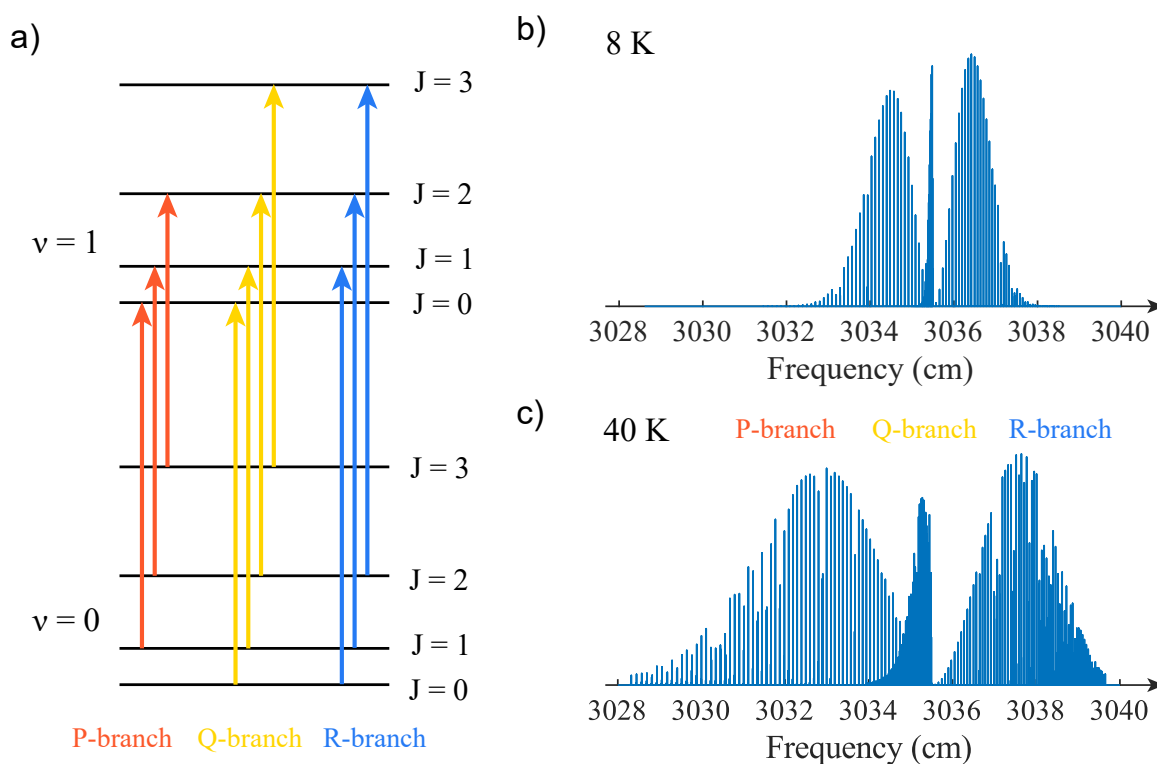 a)
J = 3
J = 2
ν = 1
J = 1
J = 0
J = 3
J = 2
ν = 0
J = 1
J = 0
P-branch Q-branch R-branch
b)
8 K
3028 3030 3032 3034 3036 3038 3040
Frequency (cm)
c)
40 K
P-branch Q-branch R-branch
3028 3030 3032 3034 3036 3038 3040
Frequency (cm)